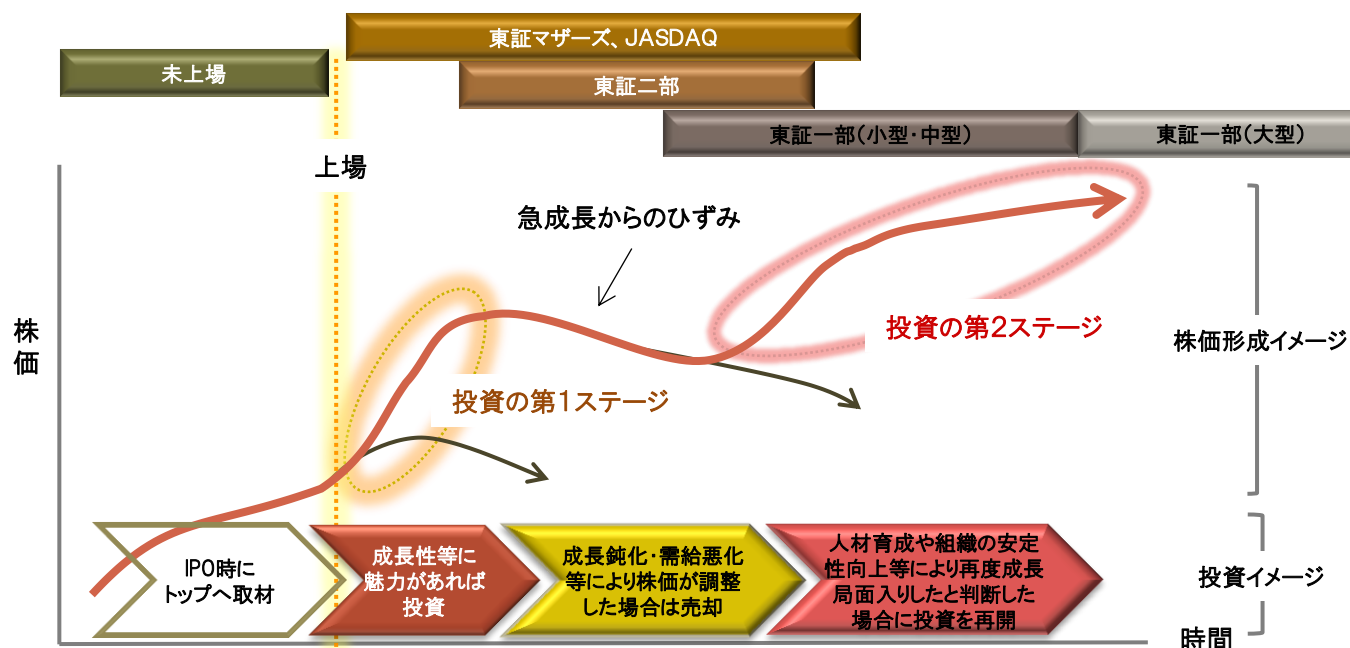 東証マザーズ、JASDAQ
未上場
東証二部
東証一部(小型・中型)
東証一部(大型)
上場
急成長からのひずみ
株
価
投資の第2ステージ
株価形成イメージ
投資の第1ステージ
IPO時に
トップへ取材
成長性等に
魅力があれば
投資
成長鈍化・需給悪化
等により株価が調整
した場合は売却
人材育成や組織の安定
性向上等により再度成長
局面入りしたと判断した
場合に投資を再開
投資イメージ
時間